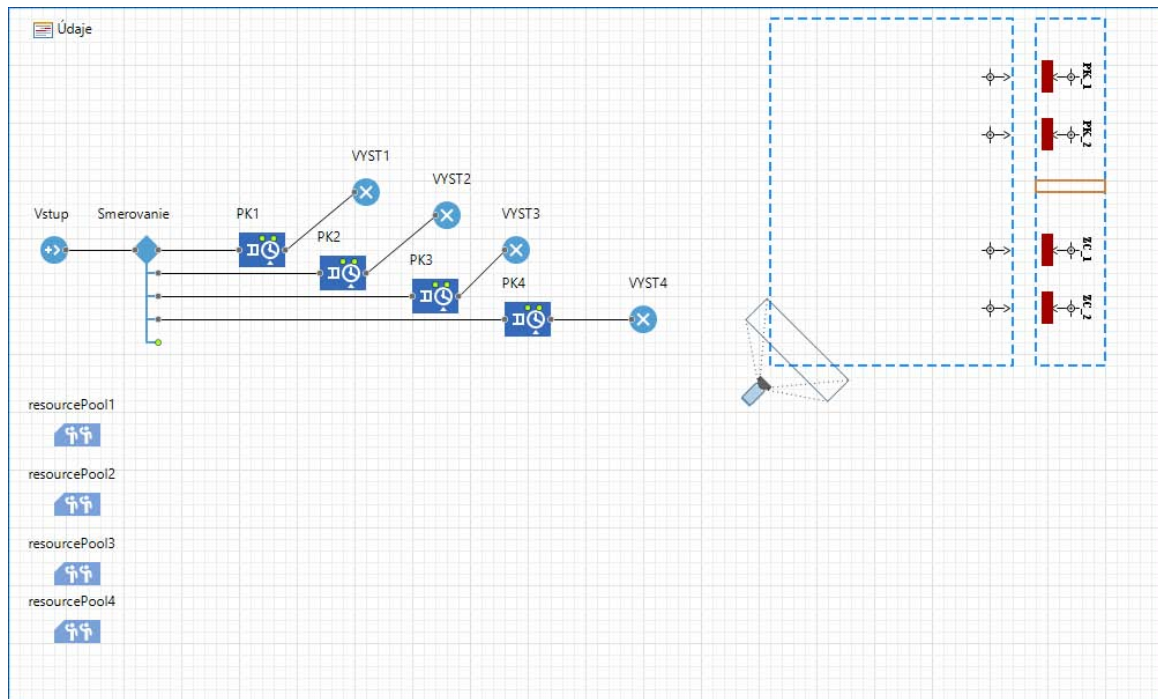 Údaje
VYST1
VYST2
Vstup
Smerovanie
PK1
VYST3
PK2
PK3
PK4
VYST4
resourcePool1
resourcePool2
resourcePool3
resourcePool4
PK_1
PK_2
ZC_1
ZC_2